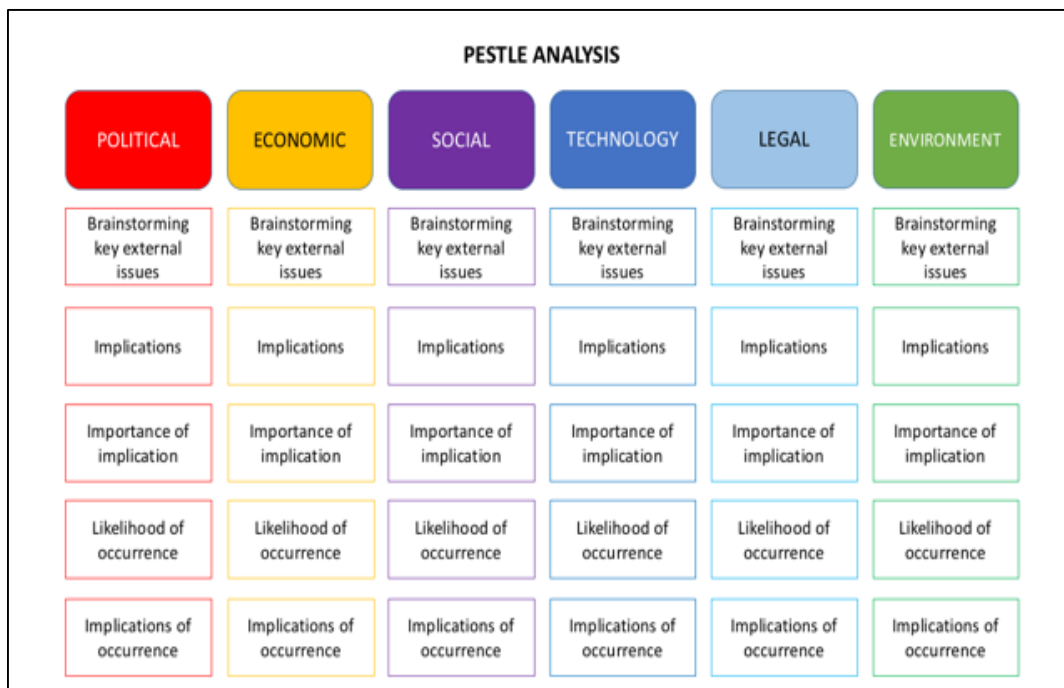 PESTLE ANALYSIS
POLITICAL
ECONOMIC
SOCIAL
TECHNOLOGY
LEGAL
ENVIRONMENT
Brainstorming
key external
issues
Brainstorming
key external
issues
Brainstorming
key external
issues
Brainstorming
key external
issues
Brainstorming
key external
issues
Brainstorming
key external
issues
Implications
Implications
Implications
Implications
Implications
Implications
Importance of
implication
Importance of
implication
Importance of
implication
Importance of
implication
Importance of
implication
Importance of
implication
Likelihood of
occurrence
Likelihood of
occurrence
Likelihood of
occurrence
Likelihood of
occurrence
Likelihood of
occurrence
Likelihood of
occurrence
Implications of
occurrence
Implications of
occurrence
Implications of
occurrence
Implications of
occurrence
Implications of
occurrence
Implications of
occurrence